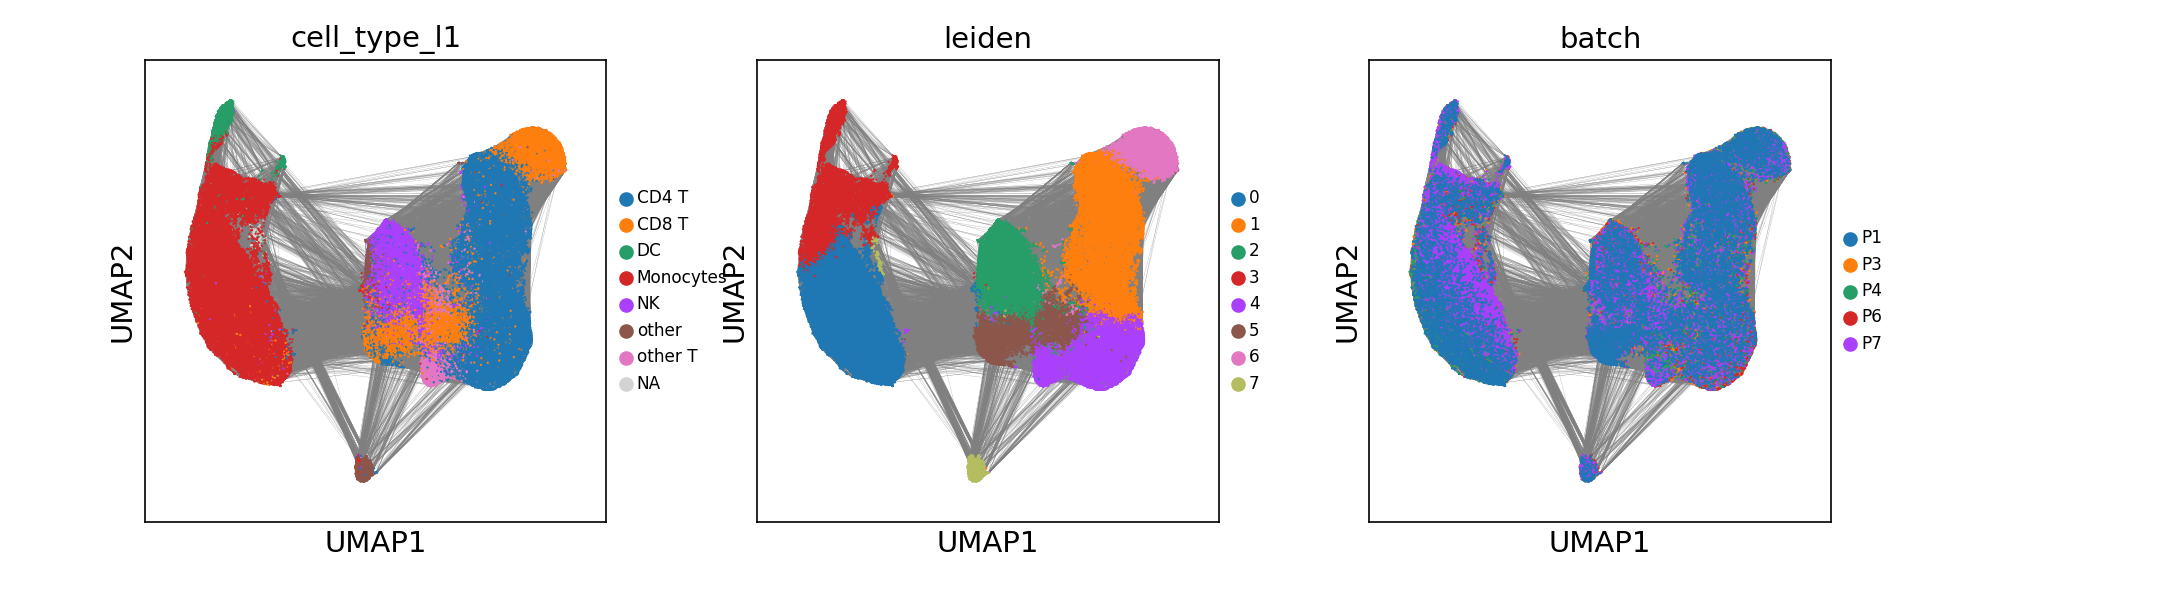 cell_type_l1
UMAP2
UMAP1
CD4 T
CD8 T
DC
Monocytes
NK
other
other T
NA
leiden
UMAP2
UMAP1
0
1
2
3
4
5
6
7
batch
UMAP2
UMAP1
P1
P3
P4
P6
P7